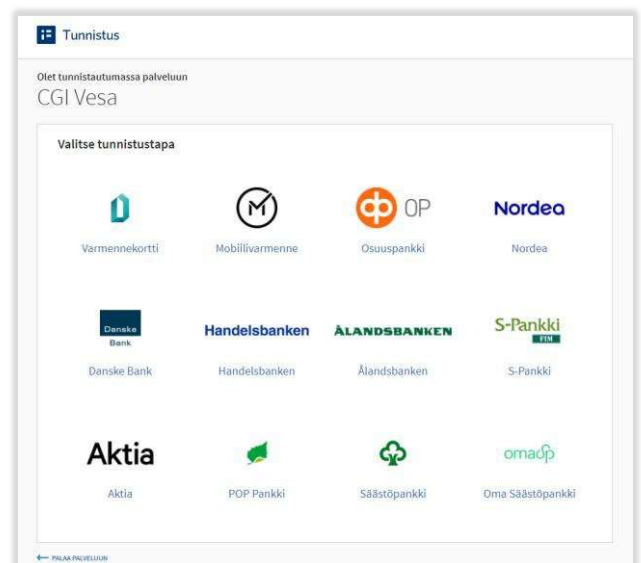 Tunnistus
Olet tunnistautumassa palveluun
CGI Vesa
Valitse tunnistustapa
OP Nordea
Varmennekortti Mobiilivarmenne Osuuspankki Nordea
Danske Bank Handelsbanken ÅLANDSBANKEN S-Pankki FIM
Danske Bank Handelsbanken Ålandsbanken S-Pankki
Aktia omasp
Aktia POP Pankki Säästöpankki Oma Säästöpankki
← PALAA PALVELUUN